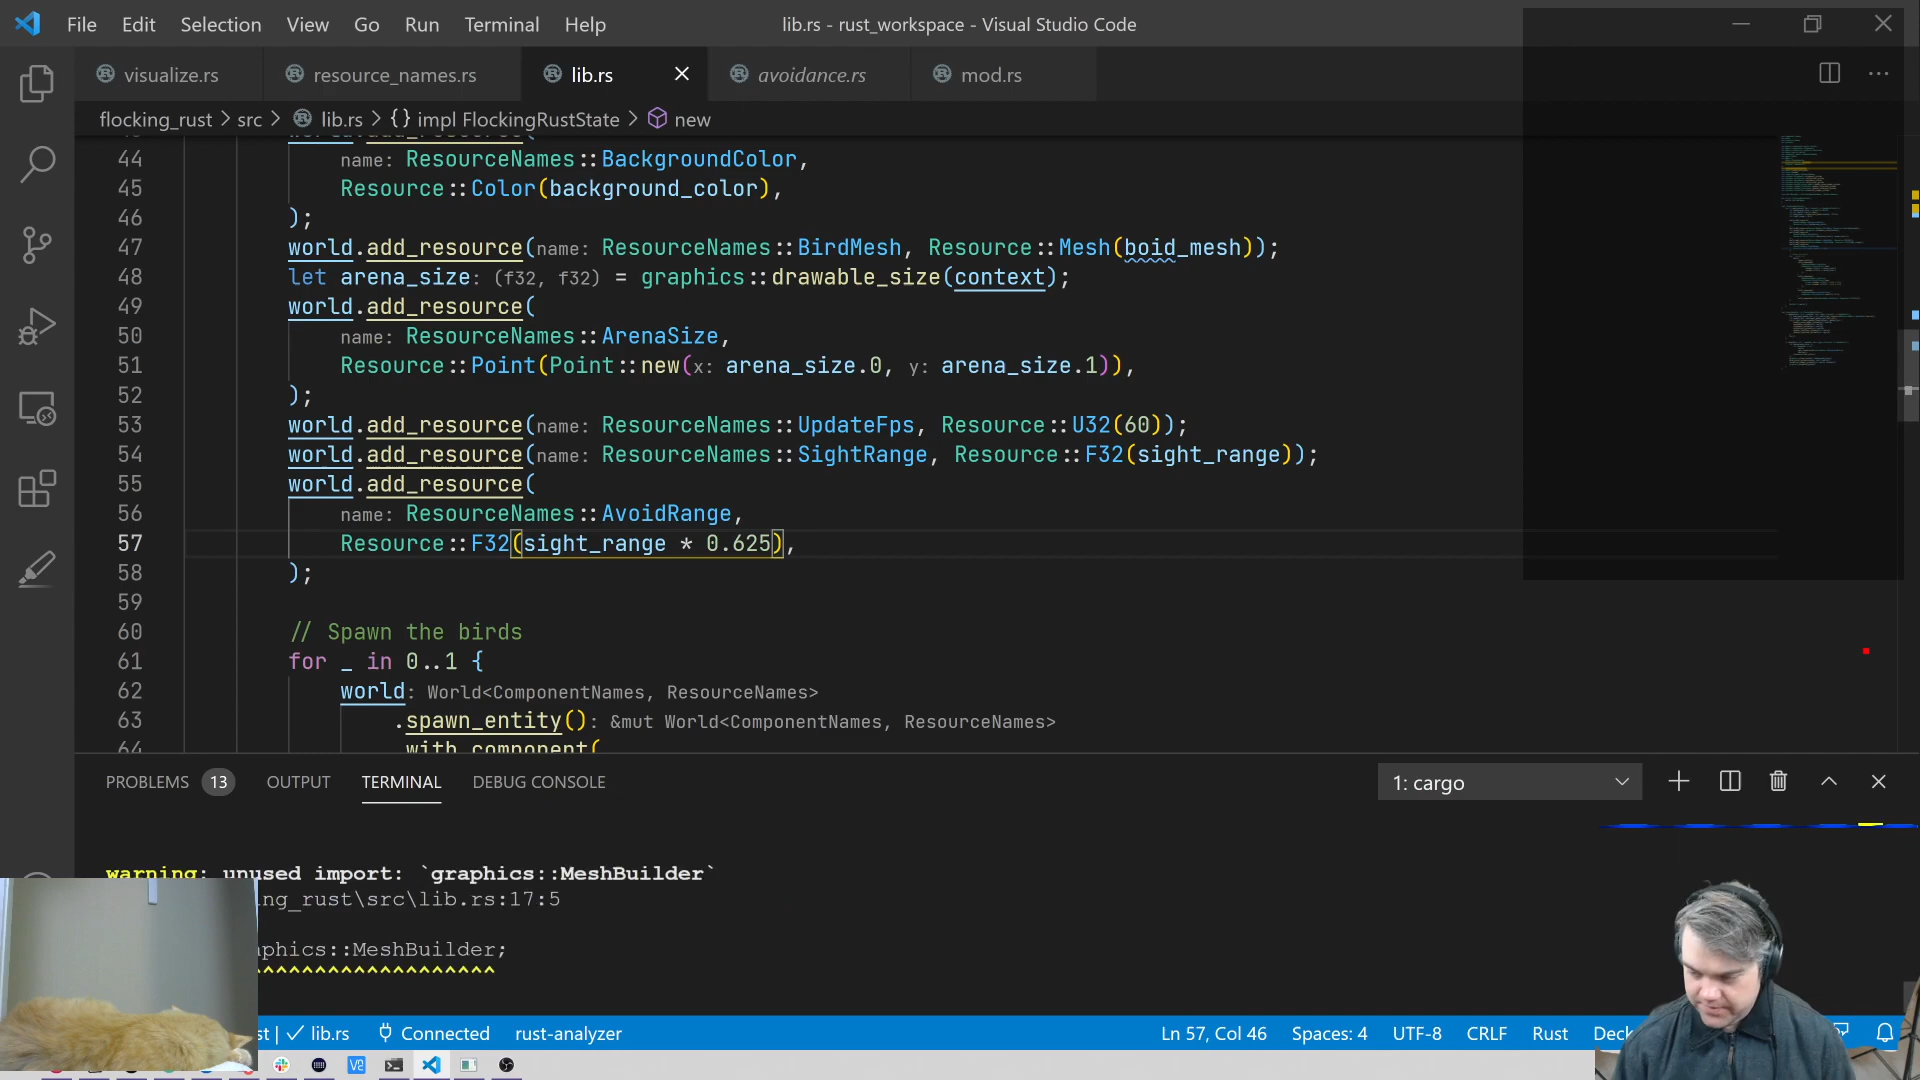 File Edit Selection View Go Run Terminal Help lib.rs - rust_workspace - Visual Studio Code
visualize.rs resource_names.rs lib.rs avoidance.rs mod.rs
flocking_rust > src > lib.rs > {} impl FlockingRustState > new
44 name: ResourceNames::BackgroundColor,
45 Resource::Color(background_color),
46 );
47 world.add_resource(name: ResourceNames::BirdMesh, Resource::Mesh(boid_mesh));
48 let arena_size: (f32, f32) = graphics::drawable_size(context);
49 world.add_resource(
50 name: ResourceNames::ArenaSize,
51 Resource::Point(Point::new(x: arena_size.0, y: arena_size.1)),
52 );
53 world.add_resource(name: ResourceNames::UpdateFps, Resource::U32(60));
54 world.add_resource(name: ResourceNames::SightRange, Resource::F32(sight_range));
55 world.add_resource(
56 name: ResourceNames::AvoidRange,
57 Resource::F32(sight_range * 0.625),
58 );
59
60 // Spawn the birds
61 for _ in 0..1 {
62 world: World<ComponentNames, ResourceNames>
63 .spawn_entity(): &mut World<ComponentNames, ResourceNames>
64 with_component(
PROBLEMS 13 OUTPUT TERMINAL DEBUG CONSOLE 1: cargo
warning: unused import: `graphics::MeshBuilder`
ng_rust\src\lib.rs:17:5
aphics::MeshBuilder;
^^^^^^^^^^^^^^^^^^^
st | ✓ lib.rs Connected rust-analyzer Ln 57, Col 46 Spaces: 4 UTF-8 CRLF Rust Deck